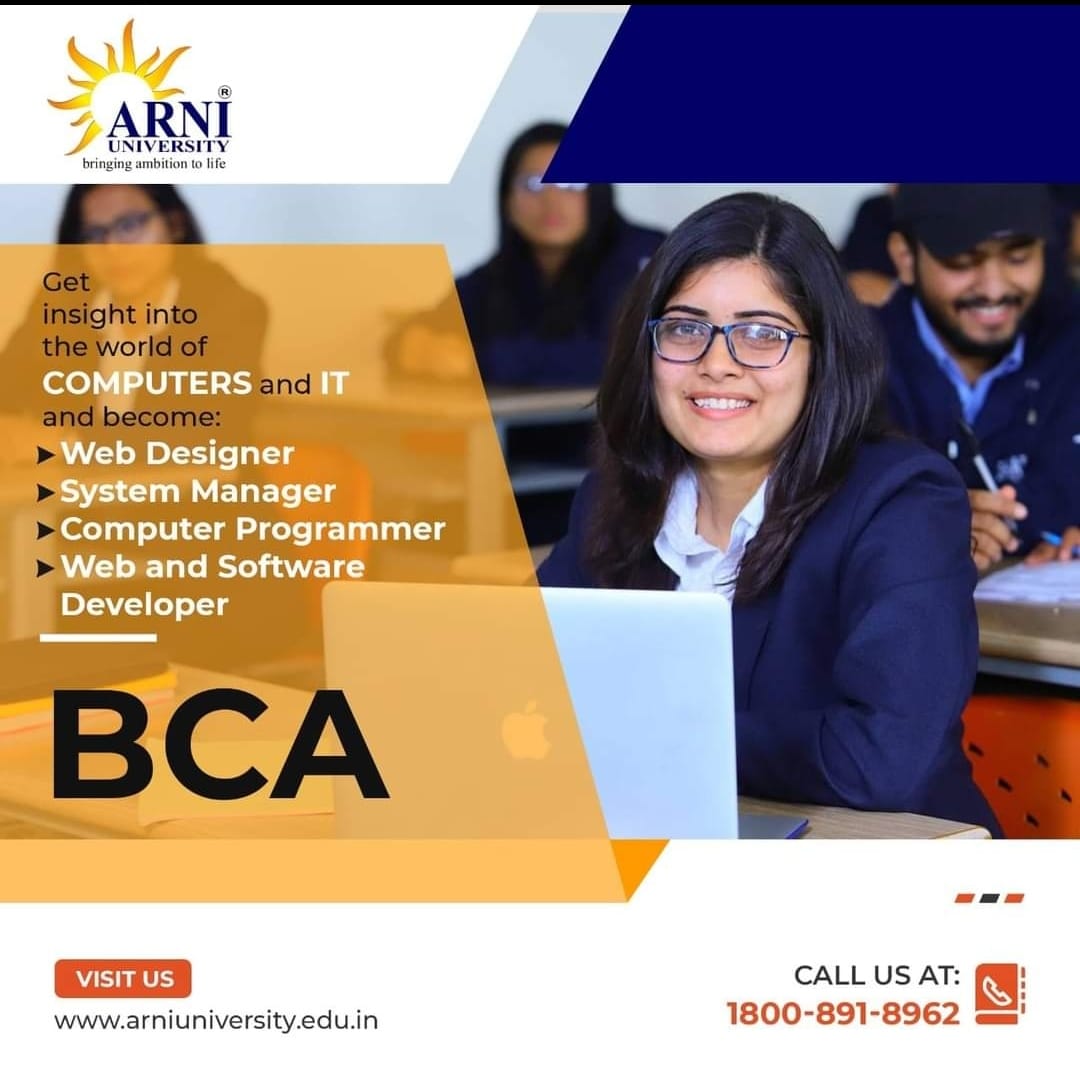 ARNI ®
UNIVERSITY
bringing ambition to life
Get
insight into
the world of
COMPUTERS and IT
and become:
➤Web Designer
➤System Manager
➤Computer Programmer
➤Web and Software
Developer
BCA
VISIT US
www.arniuniversity.edu.in
CALL US AT:
1800-891-8962